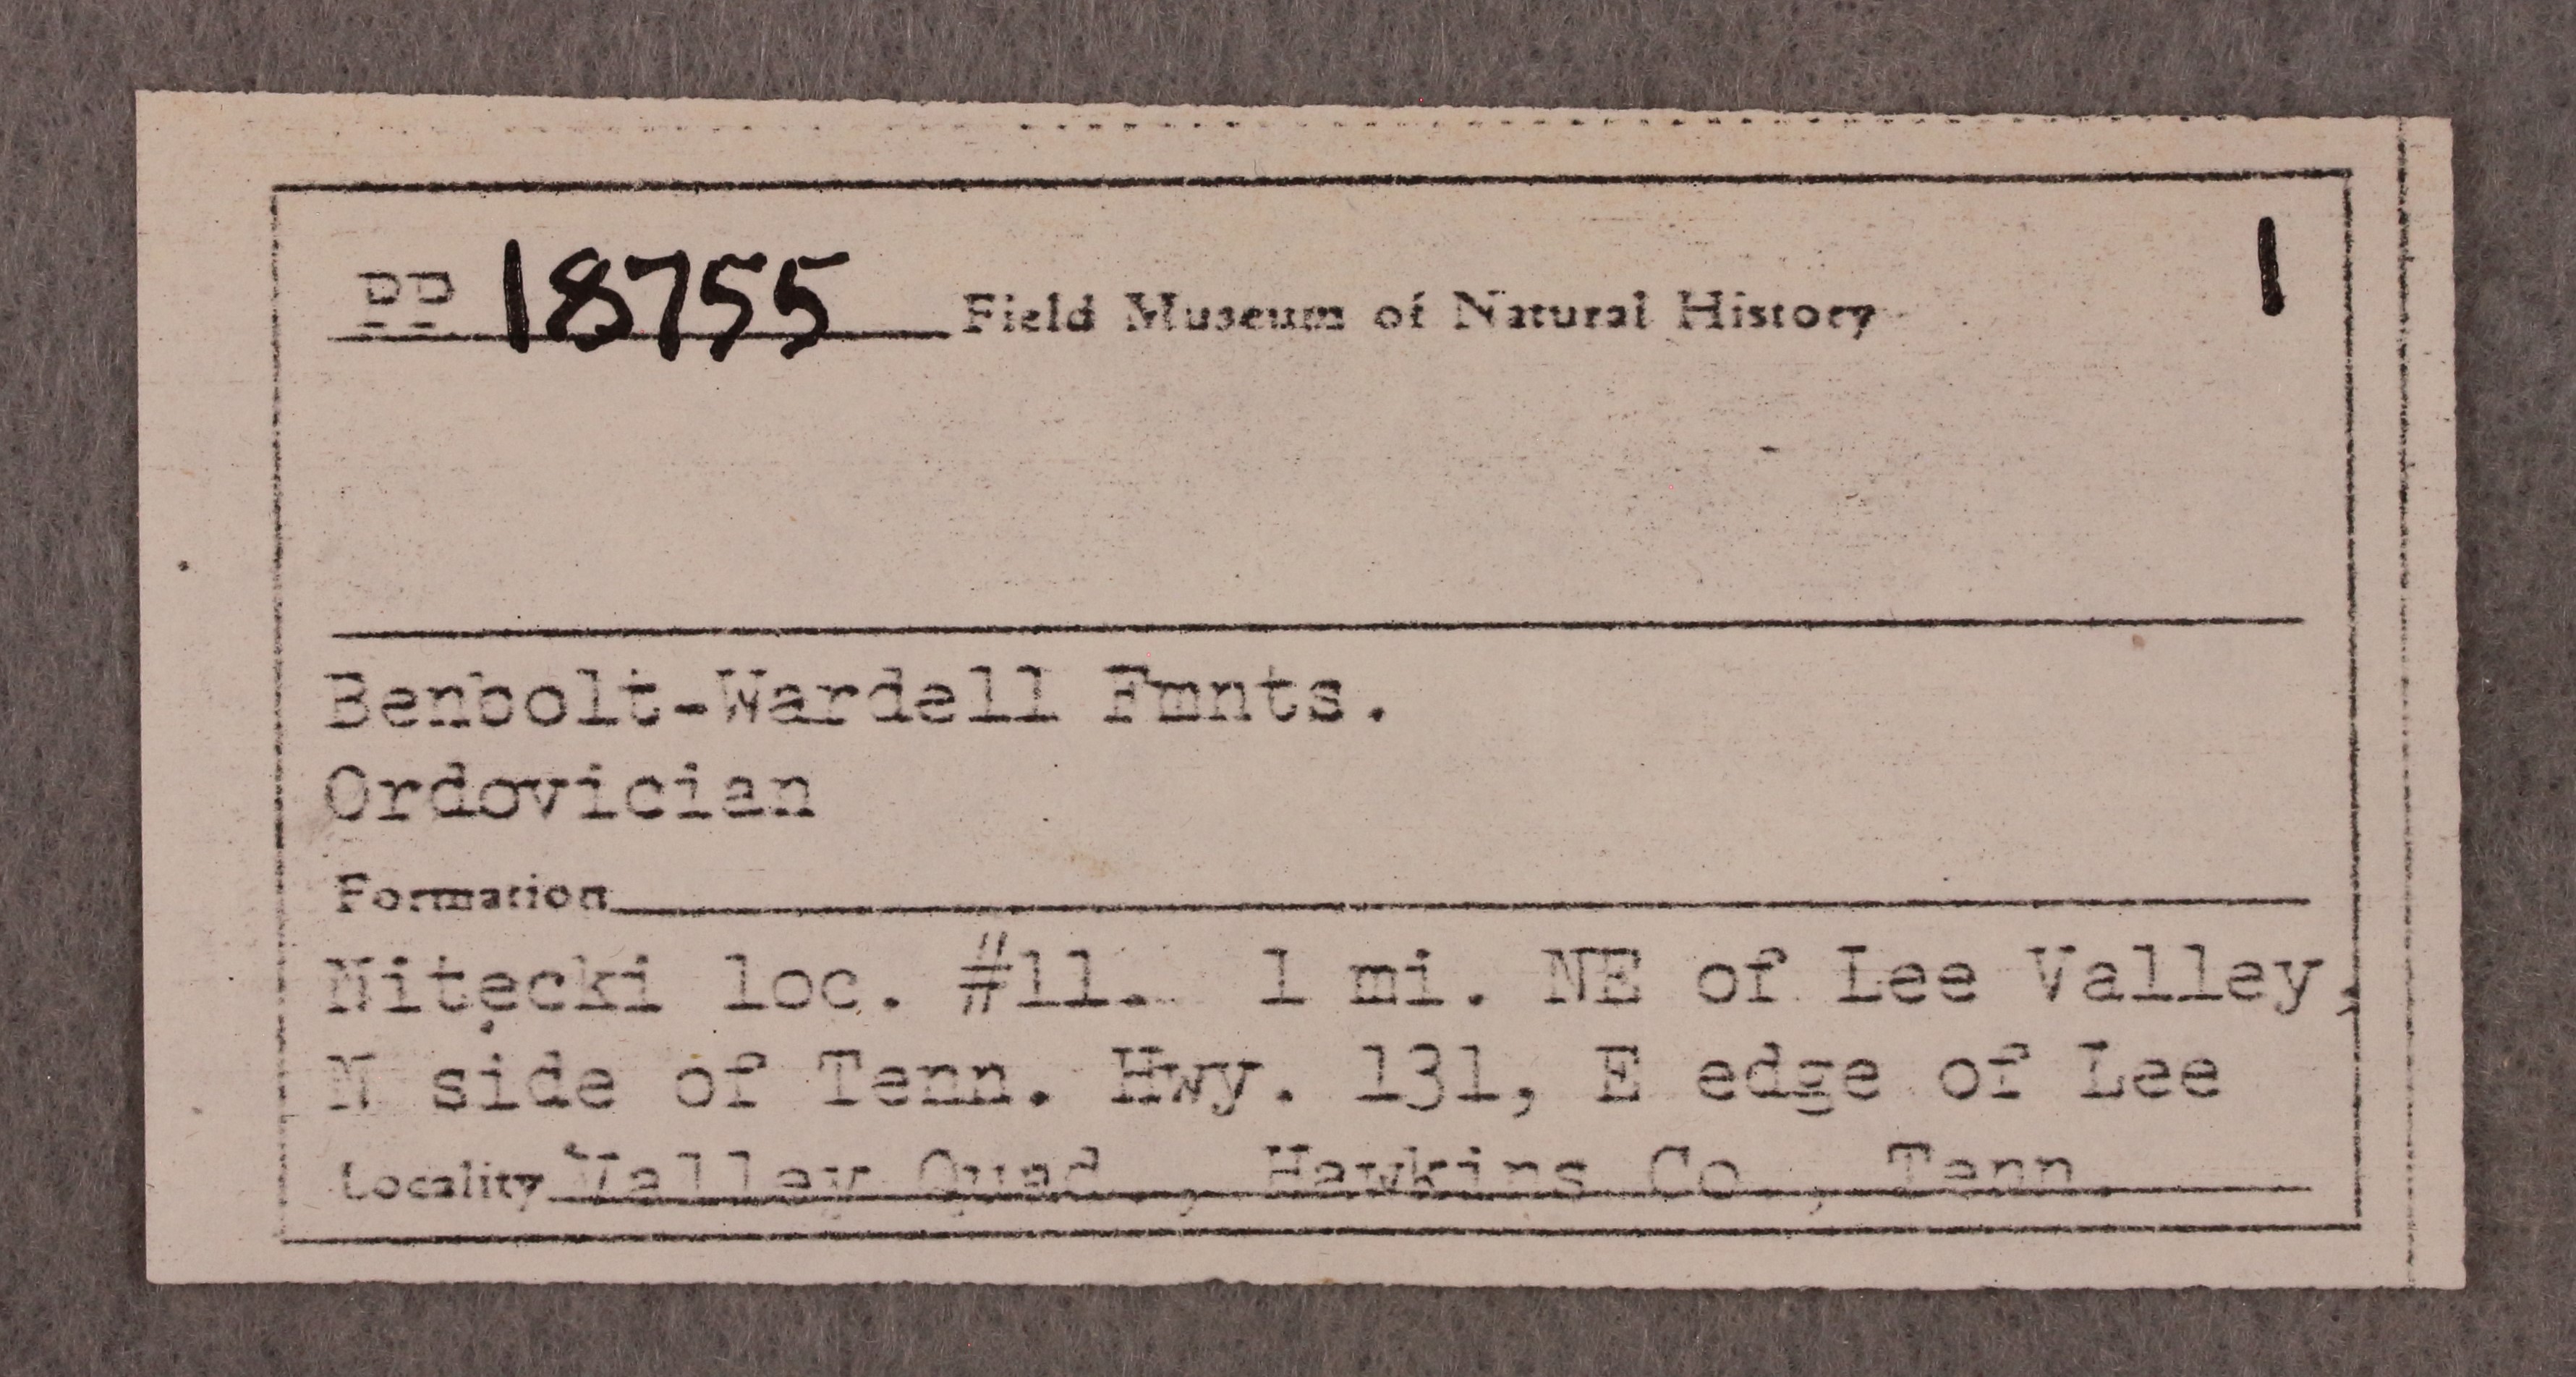 PP 18755 Field Museum of Natural History 1
Benbolt-Wardell Fmnts.
Ordovician
Formation
Nitecki loc. #11. 1 mi. NE of Lee Valley,
N side of Tenn. Hwy. 131, E edge of Lee
Locality Valley Quad., Hawkins Co., Tenn.